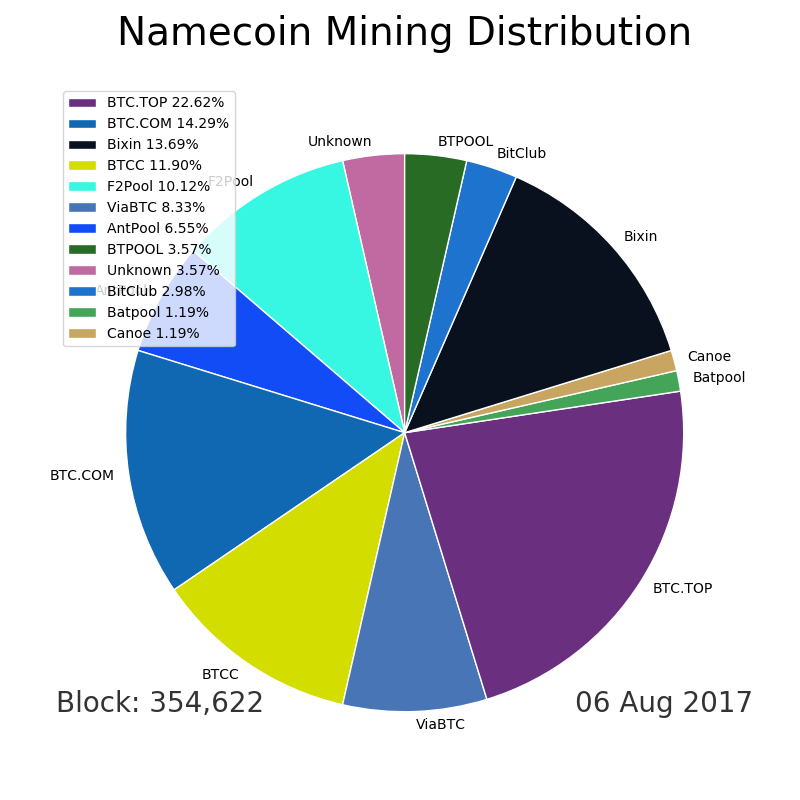 Namecoin Mining Distribution
BTC.TOP 22.62%
BTC.COM 14.29%
Bixin 13.69%
BTCC 11.90%
F2Pool 10.12%
ViaBTC 8.33%
AntPool 6.55%
BTPOOL 3.57%
Unknown 3.57%
BitClub 2.98%
Batpool 1.19%
Canoe 1.19%
Unknown
BTPOOL
BitClub
F2Pool
Bixin
Canoe
Batpool
BTC.COM
BTC.TOP
BTCC
ViaBTC
Block: 354,622
06 Aug 2017